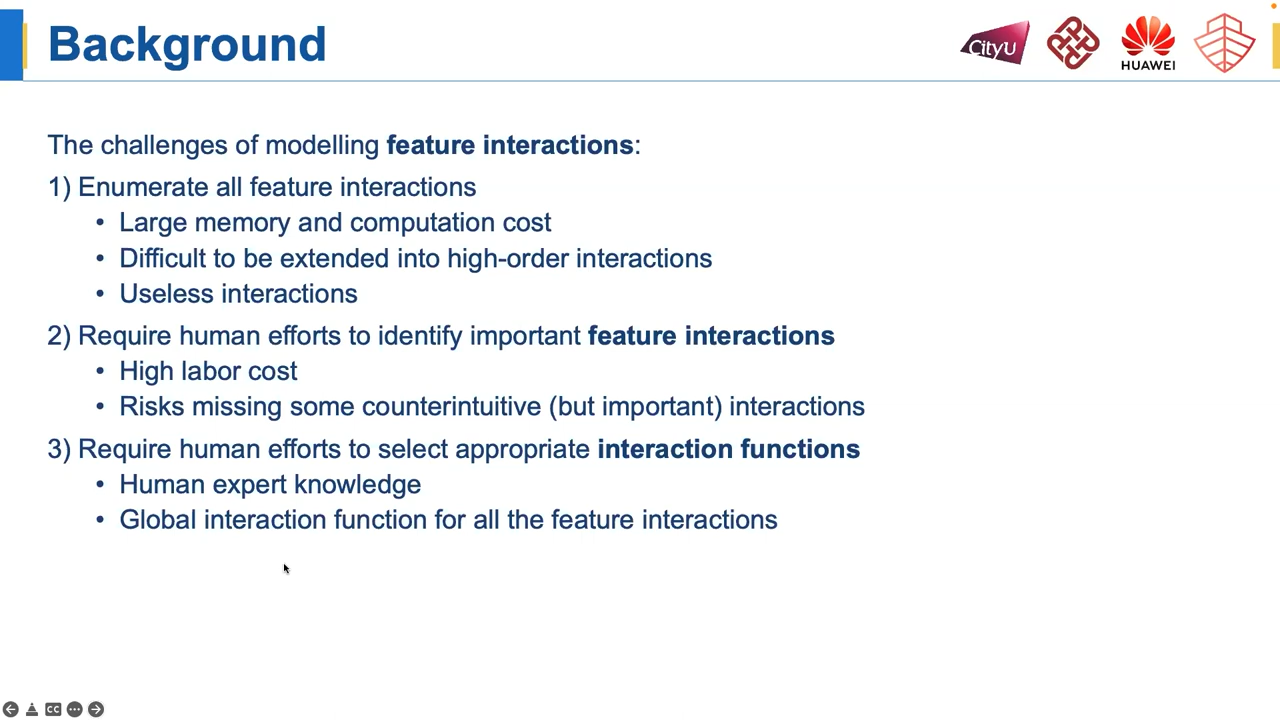 Background
CityU
HUAWEI
The challenges of modelling feature interactions:
1) Enumerate all feature interactions
• Large memory and computation cost
• Difficult to be extended into high-order interactions
• Useless interactions
2) Require human efforts to identify important feature interactions
• High labor cost
• Risks missing some counterintuitive (but important) interactions
3) Require human efforts to select appropriate interaction functions
• Human expert knowledge
• Global interaction function for all the feature interactions
CC